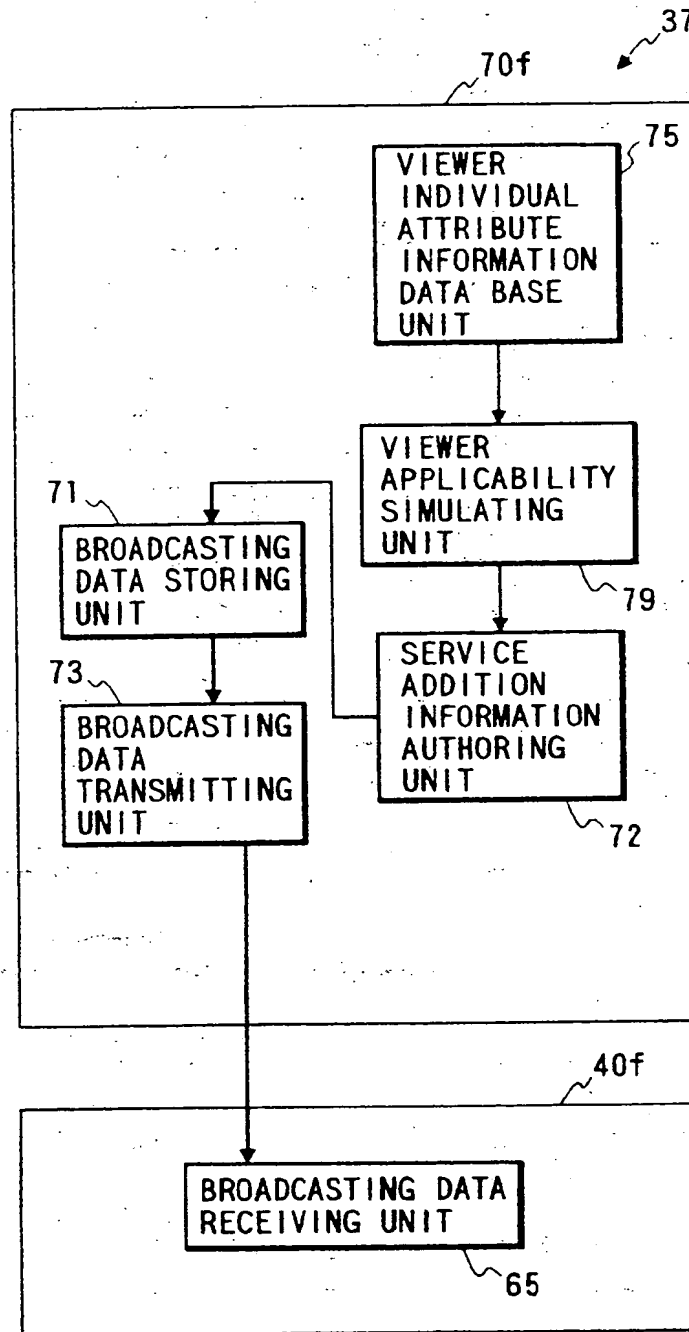 37
70f
75
VIEWER
INDIVIDUAL
ATTRIBUTE
INFORMATION
DATA BASE
UNIT
VIEWER
APPLICABILITY
SIMULATING
UNIT
79
71
BROADCASTING
DATA STORING
UNIT
73
BROADCASTING
DATA
TRANSMITTING
UNIT
SERVICE
ADDITION
INFORMATION
AUTHORING
UNIT
72
40f
BROADCASTING DATA
RECEIVING UNIT
65